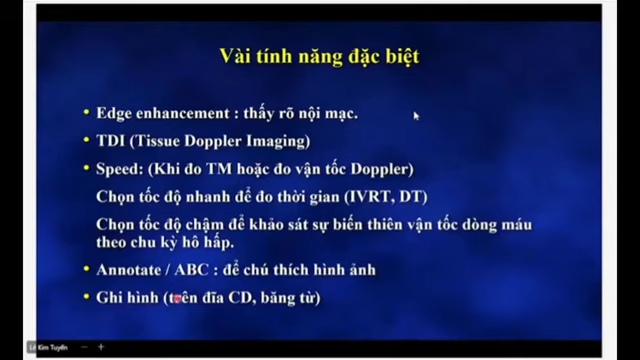 Vài tính năng đặc biệt
• Edge enhancement : thấy rõ nội mạc.
• TDI (Tissue Doppler Imaging)
• Speed: (Khi đo TM hoặc đo vận tốc Doppler)
Chọn tốc độ nhanh để đo thời gian (IVRT, DT)
Chọn tốc độ chậm để khảo sát sự biến thiên vận tốc dòng máu
theo chu kỳ hô hấp.
• Annotate / ABC : để chú thích hình ảnh
• Ghi hình (trên đĩa CD, băng từ)
Lê Kim Tuyến